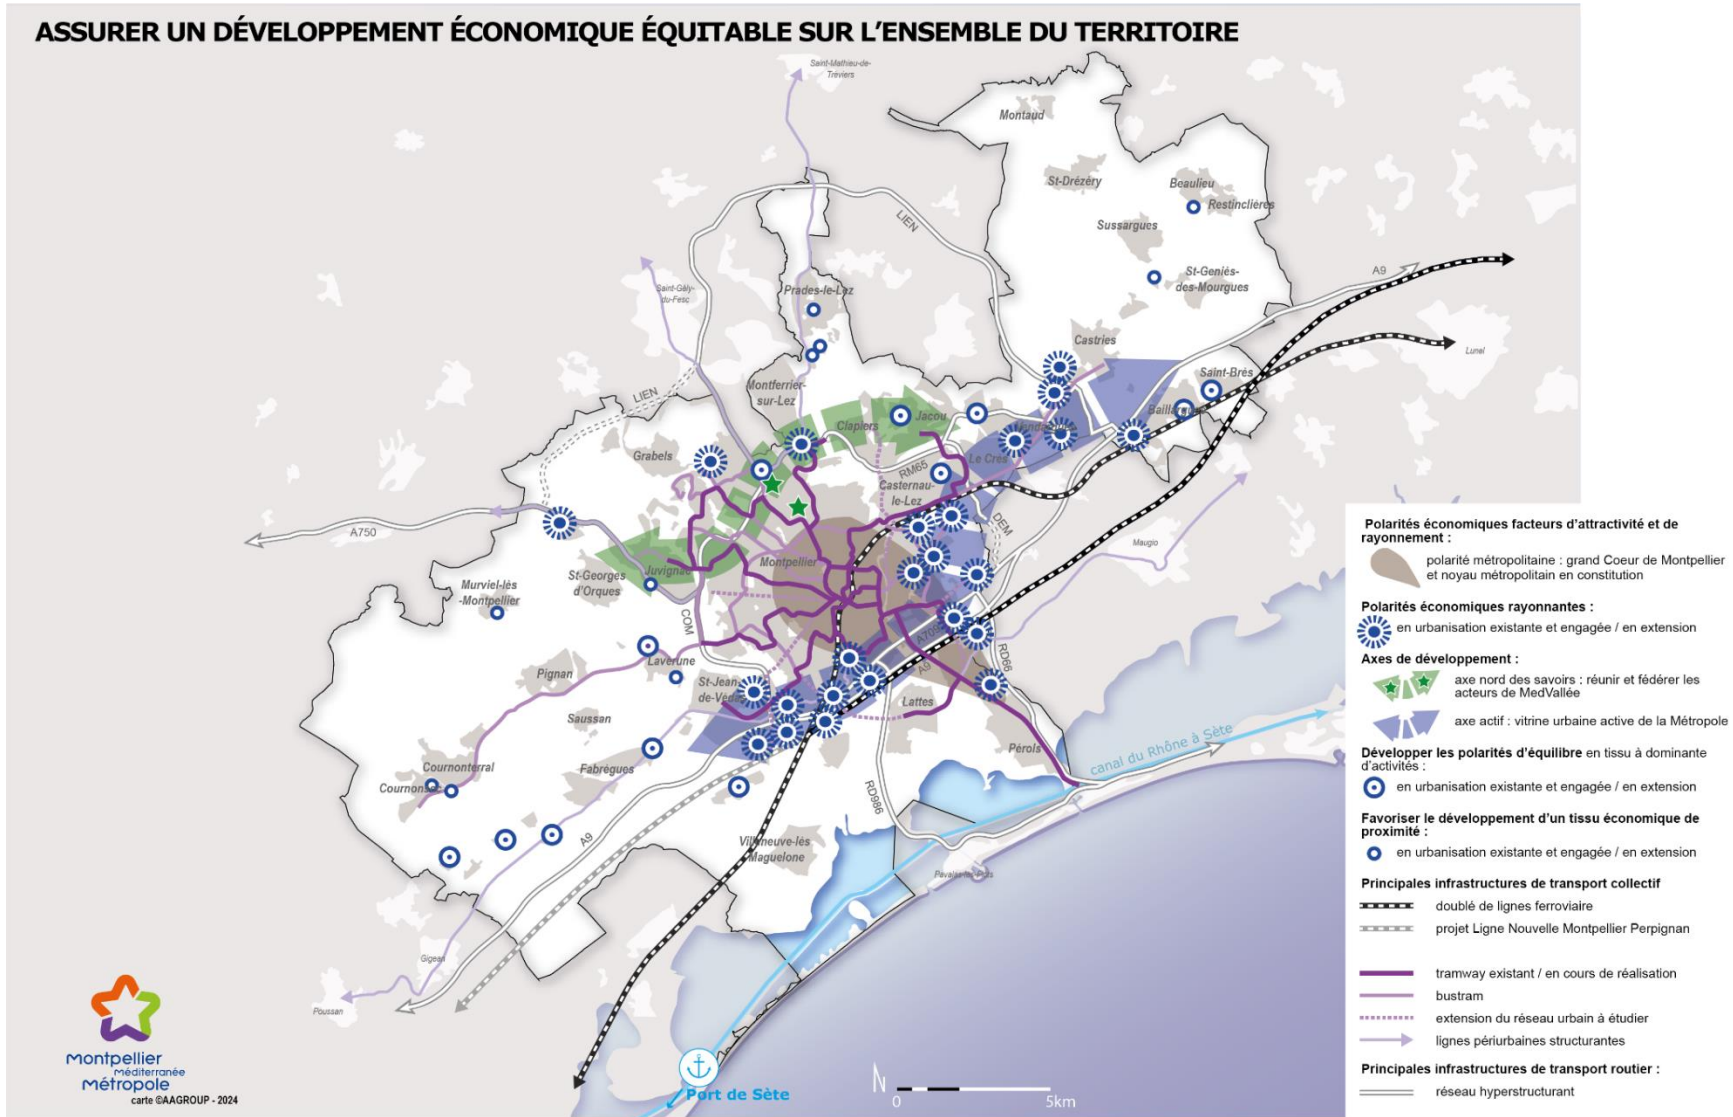 ASSURER UN DÉVELOPPEMENT ÉCONOMIQUE ÉQUITABLE SUR L'ENSEMBLE DU TERRITOIRE
Saint-Mathieu-de-
Tréviers
Montaud
St-Drézéry
Beaulieu
Restinclières
LIEN
Sussargues
St-Geniés-
des-Mourgues
A9
Saint-Gély-
du-Fesc
Prades-le-Lez
Castries
Lunel
Saint-Brés
LIEN
Montferrier-
sur-Lez
Jacou
Clapiers
Grabels
Le Crés
RM65
Casternau-
le-Lez
DEM
A750
Maugio
Montpellier
Juvignac
St-Georges
d'Orques
Murviel-lès
-Montpellier
COM
A709
A9
RD66
Pignan
Laverune
St-Jean-
de-Védas
Lattes
Saussan
Pérols
canal du Rhône à Sète
Fabrégues
Cournonterral
Cournonsec
RD986
A9
Villeneuve-lès
Maguelone
Gigean
Poussan
Port de Sète
N
0
5km
montpellier
méditerranée
métropole
carte ©AAGROUP - 2024
Polarités économiques facteurs d'attractivité et de
rayonnement :
polarité métropolitaine : grand Coeur de Montpellier
et noyau métropolitain en constitution
Polarités économiques rayonnantes :
en urbanisation existante et engagée / en extension
Axes de développement :
axe nord des savoirs : réunir et fédérer les
acteurs de MedVallée
axe actif : vitrine urbaine active de la Métropole
Développer les polarités d'équilibre en tissu à dominante
d'activités :
en urbanisation existante et engagée / en extension
Favoriser le développement d'un tissu économique de
proximité :
en urbanisation existante et engagée / en extension
Principales infrastructures de transport collectif
doublé de lignes ferroviaire
projet Ligne Nouvelle Montpellier Perpignan
tramway existant / en cours de réalisation
bustram
extension du réseau urbain à étudier
lignes périurbaines structurantes
Principales infrastructures de transport routier :
réseau hyperstructurant